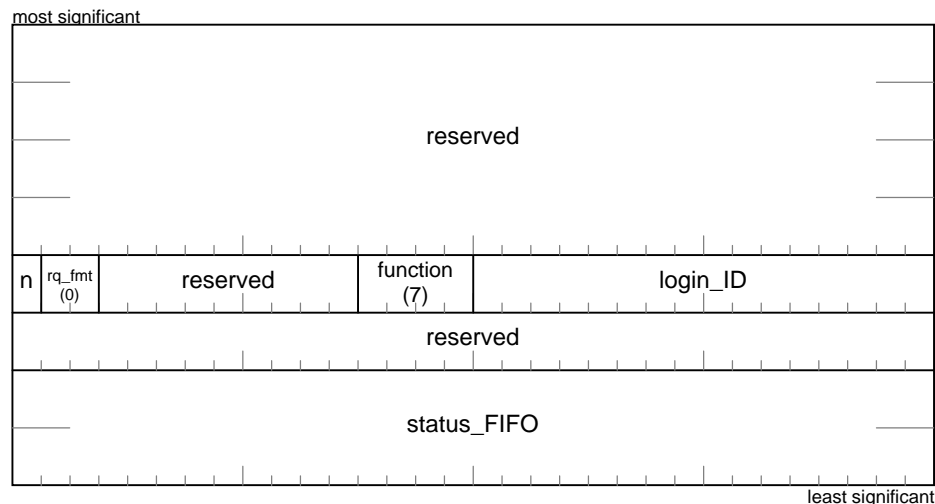 most significant
reserved
n
rq_fmt
(0)
reserved
function
(7)
login_ID
reserved
status_FIFO
least significant